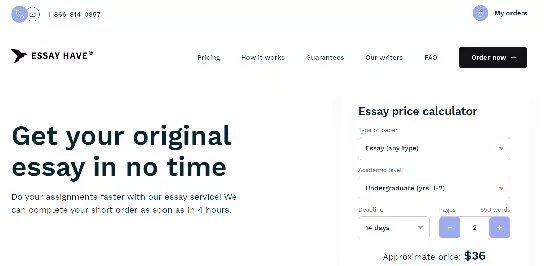 1-866-814-0857
My orders
ESSAY HAVE
Pricing How it works Guarantees Our writers FAQ Order now →
Essay price calculator
Get your original
essay in no time
Type of paper
Essay (any type)
Academic level
Undergraduate (yrs. 1-2)
Do your assignments faster with our essay service! We
can complete your short order as soon as in 4 hours.
Deadline Pages 550 words
14 days − 2 +
Approximate price: $36